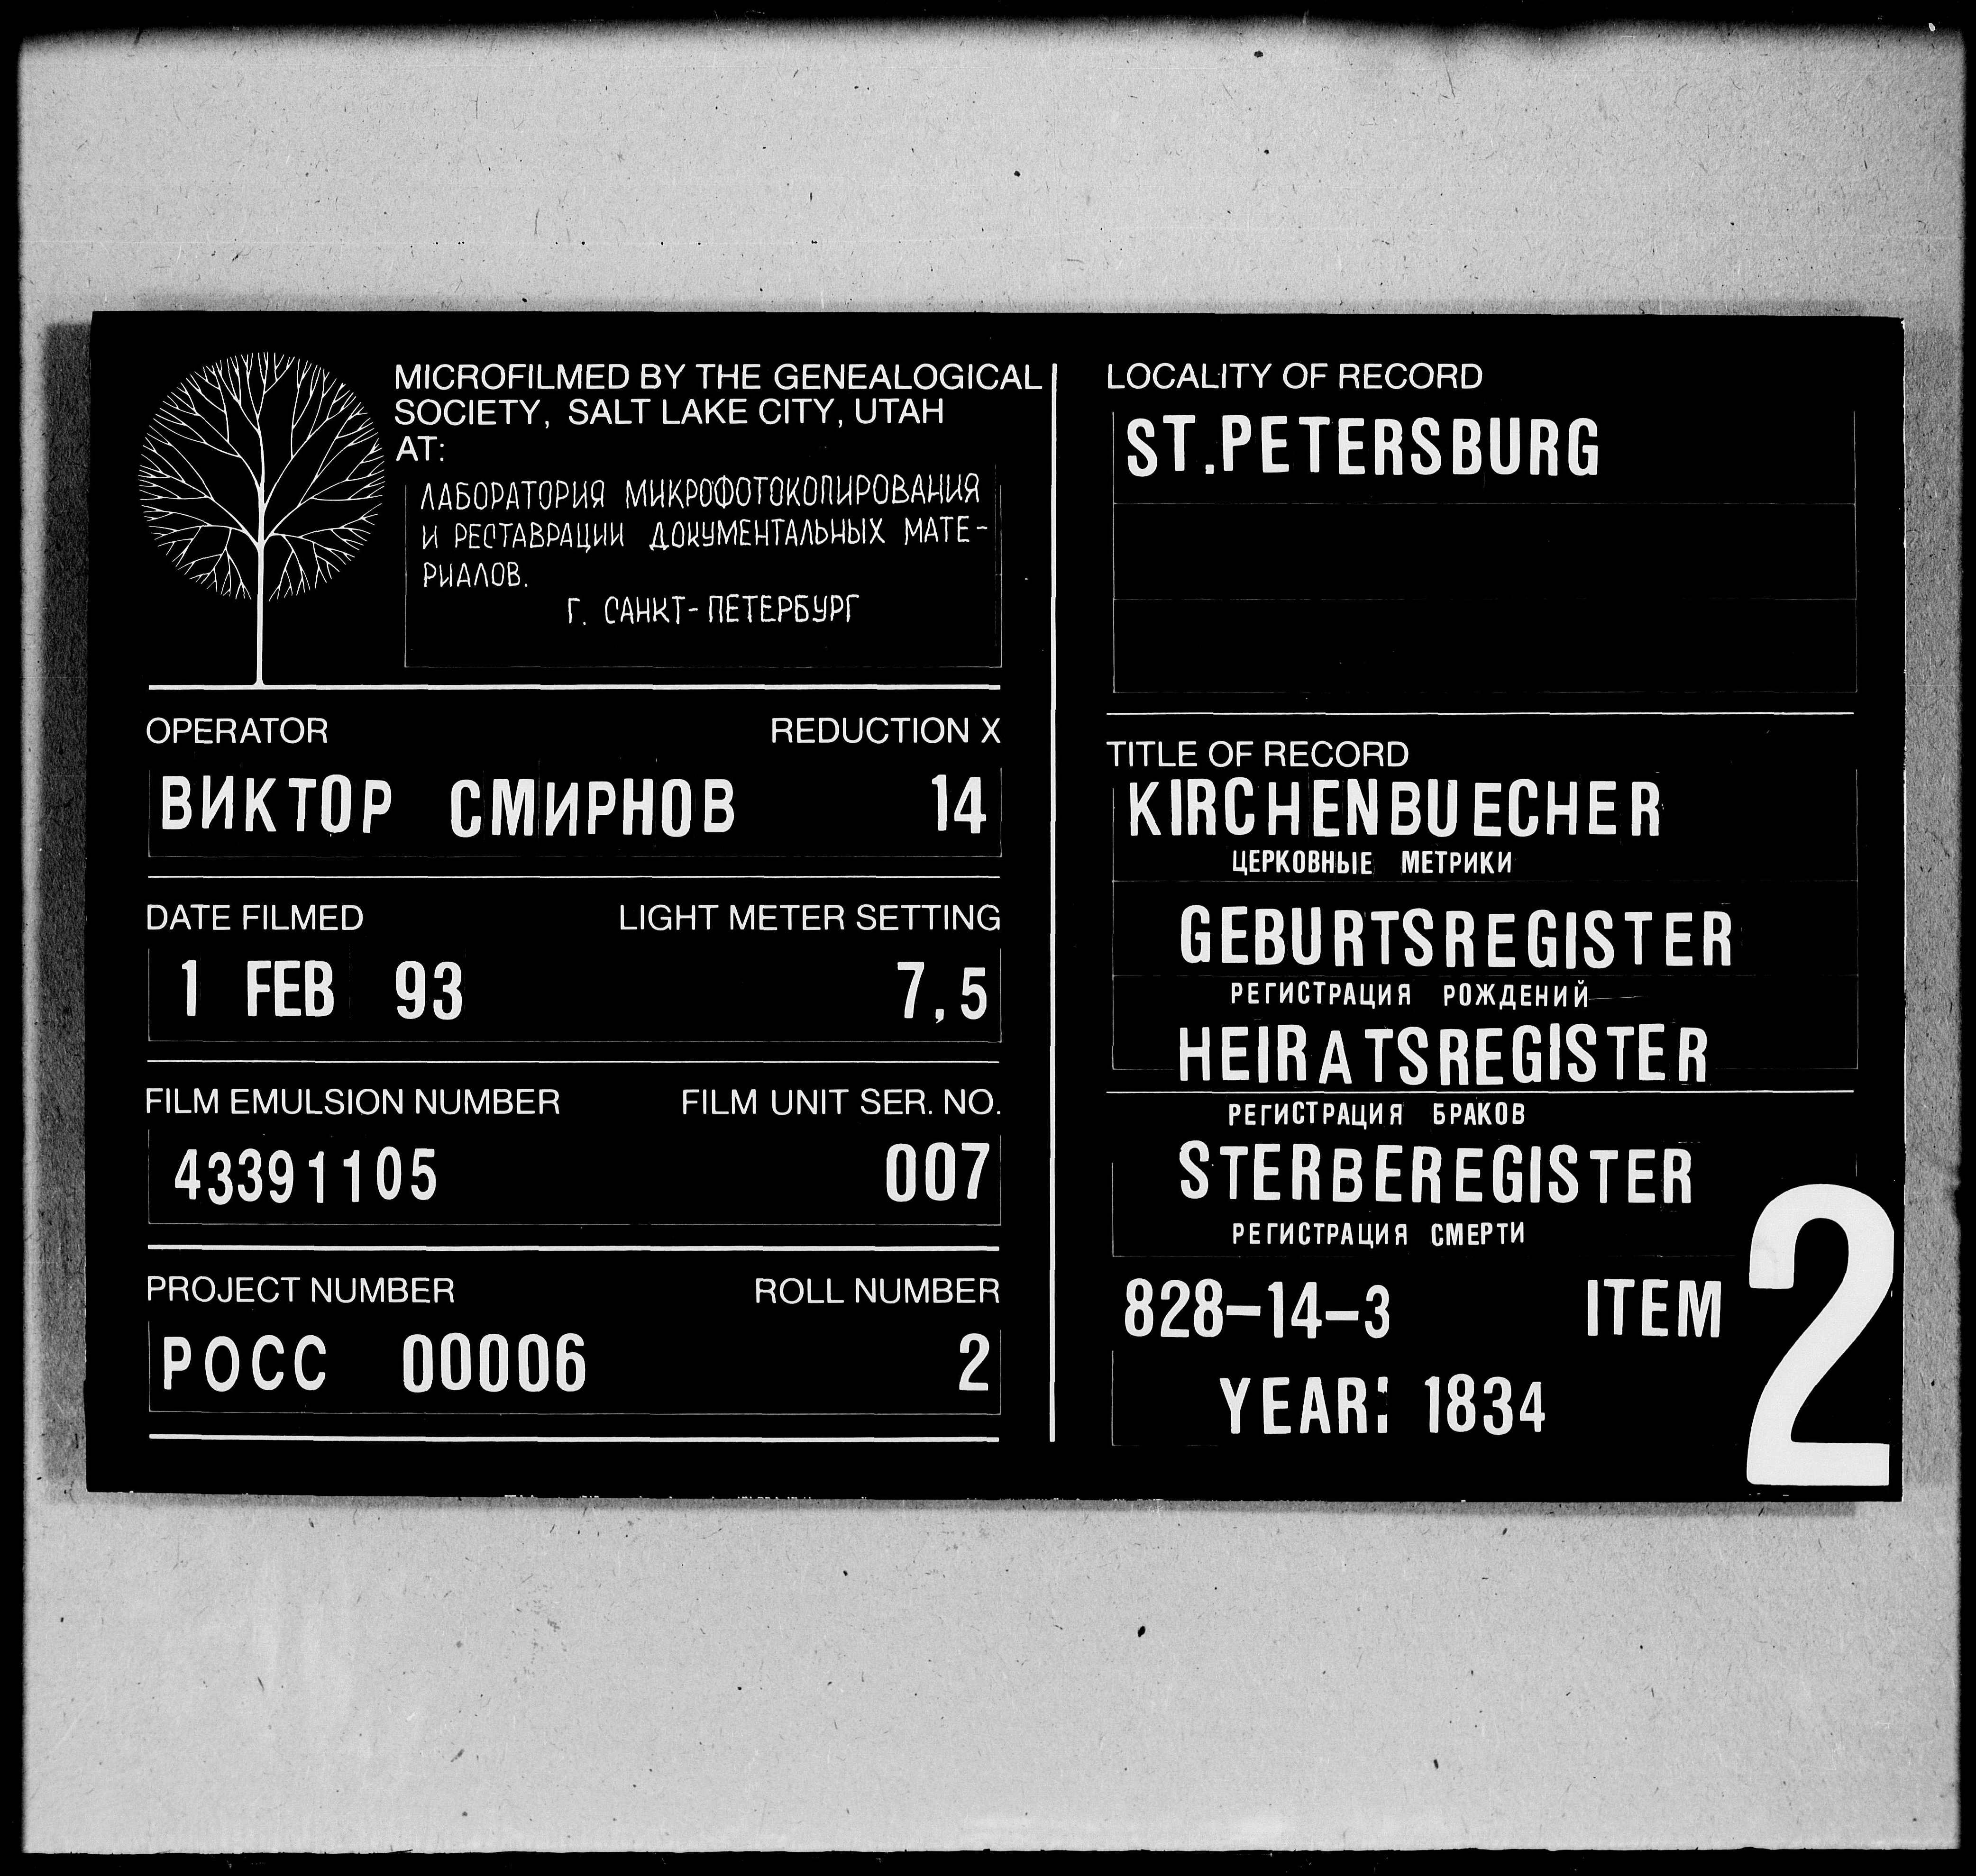 MICROFILMED BY THE GENEALOGICAL
SOCIETY, SALT LAKE CITY, UTAH
AT:
ЛАБОРАТОРИЯ МИКРОФОТОКОПИРОВАНИЯ
И РЕСТАВРАЦИИ ДОКУМЕНТАЛЬНЫХ МАТЕ-
РИАЛОВ.
Г. САНКТ-ПЕТЕРБУРГ
OPERATOR REDUCTION X
ВИКТОР СМИРНОВ 14
DATE FILMED LIGHT METER SETTING
1 FEB 93 7,5
FILM EMULSION NUMBER FILM UNIT SER. NO.
43391105 007
PROJECT NUMBER ROLL NUMBER
РОСС 00006 2
LOCALITY OF RECORD
ST.PETERSBURG
TITLE OF RECORD
KIRCHENBUECHER
ЦЕРКОВНЫЕ МЕТРИКИ
GEBURTSREGISTER
РЕГИСТРАЦИЯ РОЖДЕНИЙ
HEIRATSREGISTER
РЕГИСТРАЦИЯ БРАКОВ
STERBEREGISTER
РЕГИСТРАЦИЯ СМЕРТИ
828-14-3 ITEM 2
YEAR: 1834